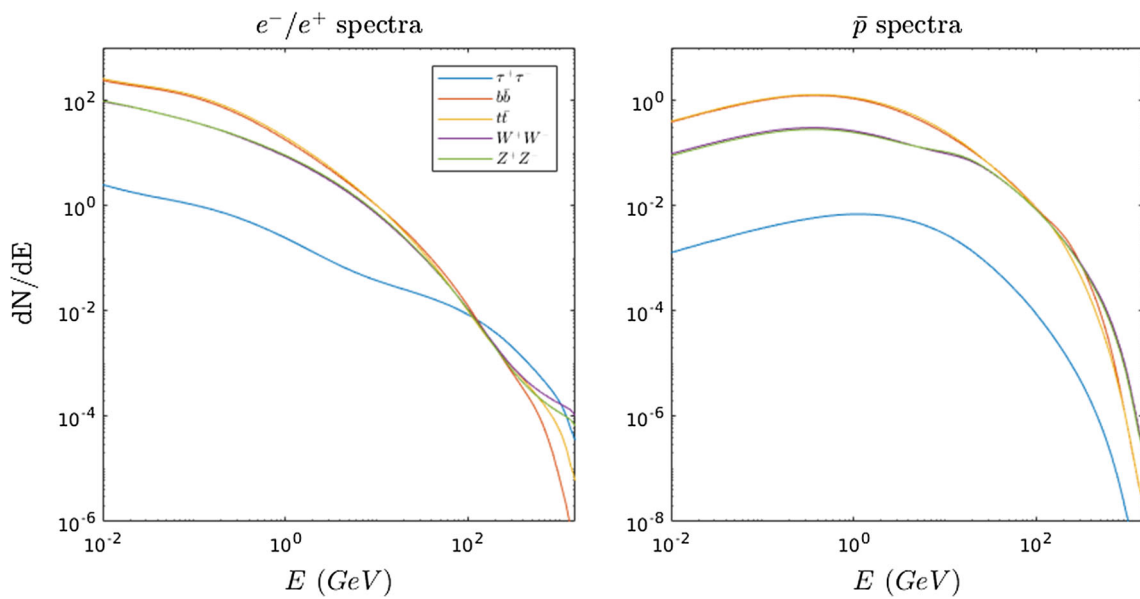 e⁻/e⁺ spectra
p̄ spectra
dN/dE
10²
10⁰
10⁻²
10⁻⁴
10⁻⁶
τ⁺τ⁻
bb̄
tt̄
W⁺W⁻
Z⁺Z⁻
10⁻²
10⁰
10²
E (GeV)
10⁰
10⁻²
10⁻⁴
10⁻⁶
10⁻⁸
10⁻²
10⁰
10²
E (GeV)